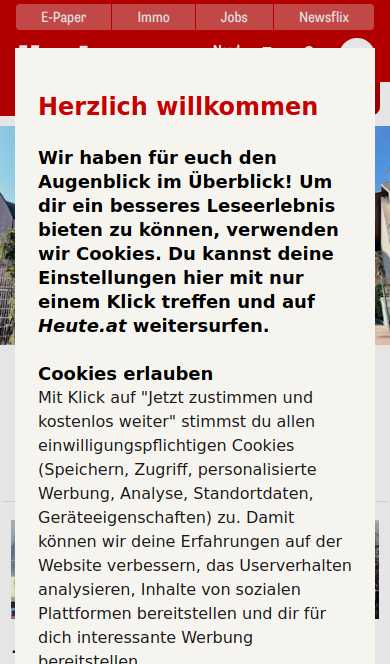 E-Paper
Immo
Jobs
Newsflix
Herzlich willkommen
Wir haben für euch den
Augenblick im Überblick! Um
dir ein besseres Leseerlebnis
bieten zu können, verwenden
wir Cookies. Du kannst deine
Einstellungen hier mit nur
einem Klick treffen und auf
Heute.at weitersurfen.
Cookies erlauben
Mit Klick auf "Jetzt zustimmen und
kostenlos weiter" stimmst du allen
einwilligungspflichtigen Cookies
(Speichern, Zugriff, personalisierte
Werbung, Analyse, Standortdaten,
Geräteeigenschaften) zu. Damit
können wir deine Erfahrungen auf der
Website verbessern, das Userverhalten
analysieren, Inhalte von sozialen
Plattformen bereitstellen und dir für
dich interessante Werbung
bereitstellen